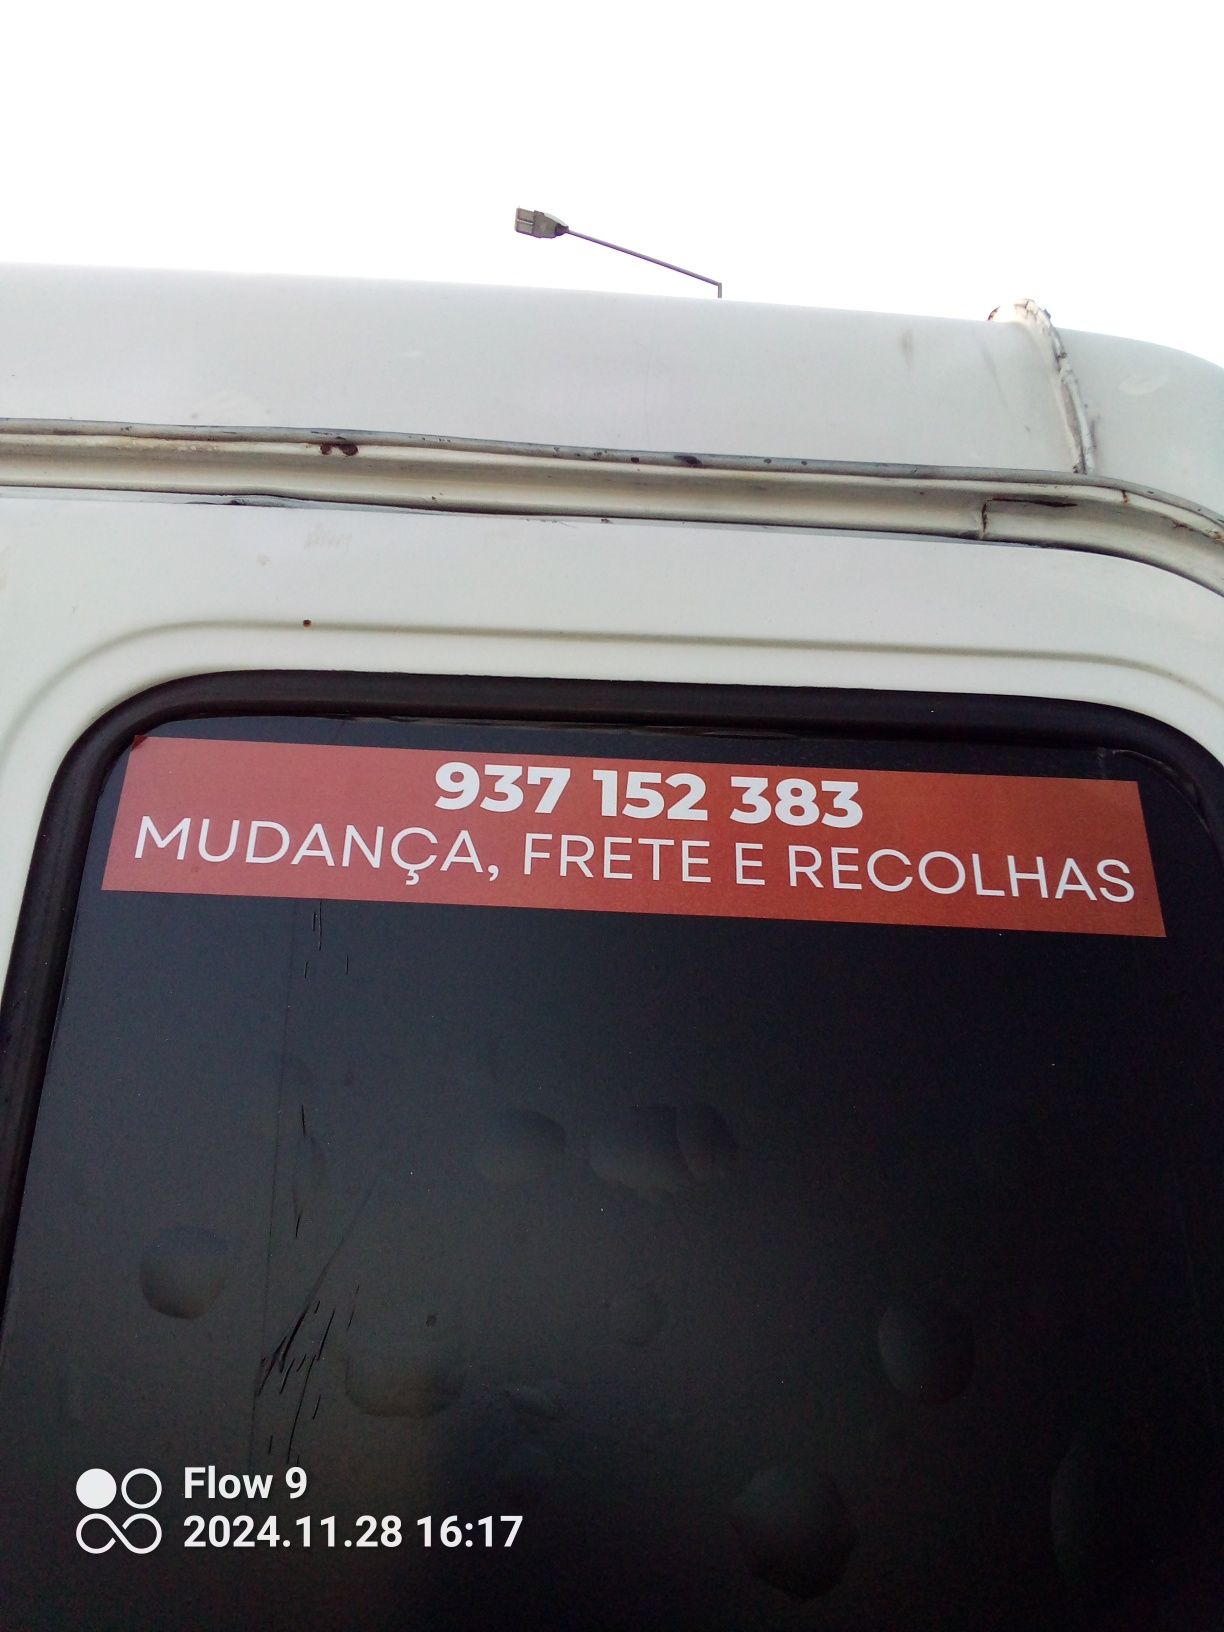 937 152 383
MUDANÇA, FRETE E RECOLHAS
Flow 9
2024.11.28 16:17